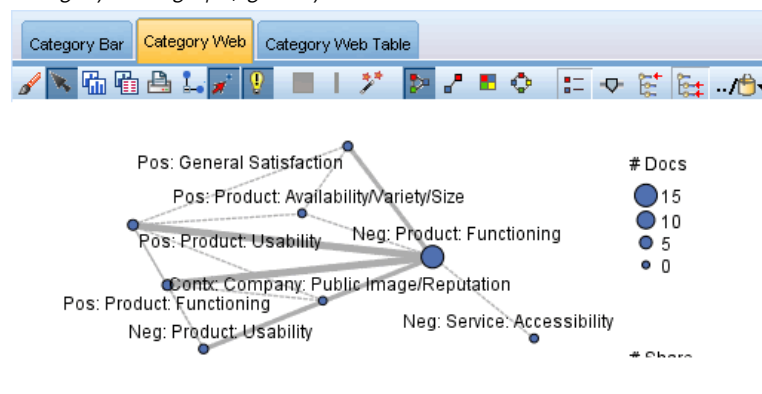 Category Bar
Category Web
Category Web Table
../
Pos: General Satisfaction
# Docs
Pos: Product: Availability/Variety/Size
15
10
Pos: Product: Usability
Neg: Product: Functioning
5
0
Contx: Company: Public Image/Reputation
Pos: Product: Functioning
Neg: Product: Usability
Neg: Service: Accessibility